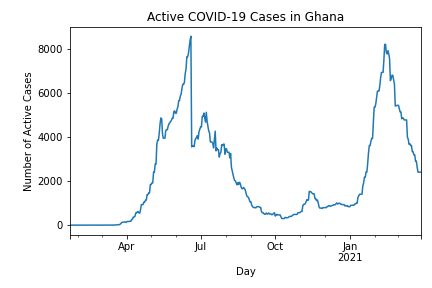 Active COVID-19 Cases in Ghana
Number of Active Cases
8000
6000
4000
2000
0
Apr
Jul
Oct
Jan
2021
Day